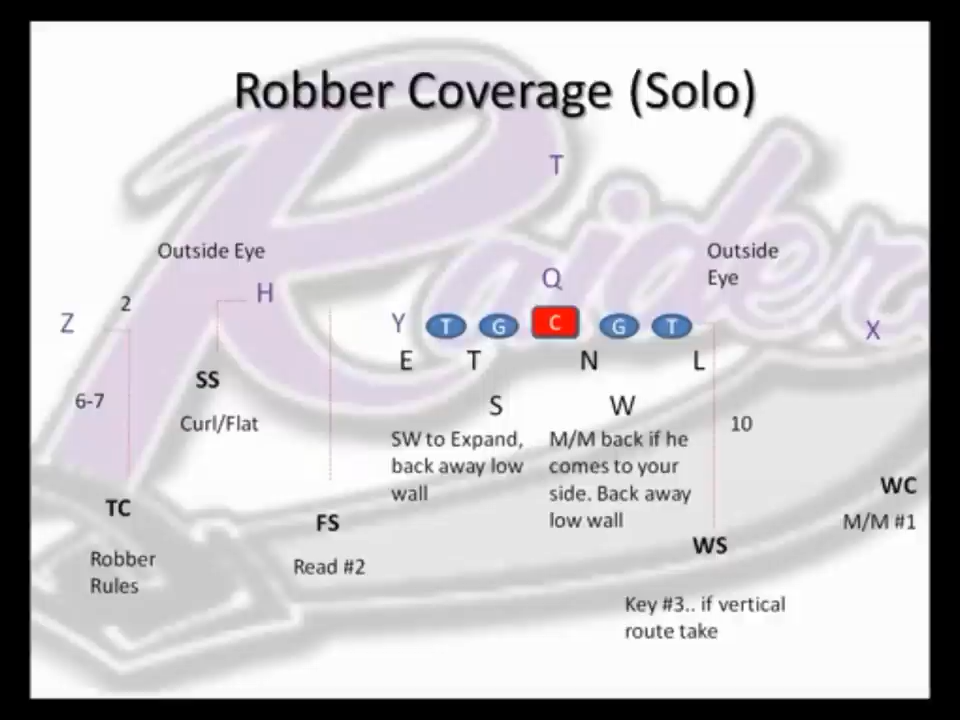 Robber Coverage (Solo)
T
Outside Eye
Outside
Eye
Q
H
2
Z
Y
T
G
C
G
T
X
E
T
N
L
SS
6-7
S
W
Curl/Flat
10
SW to Expand,
back away low
wall
M/M back if he
comes to your
side. Back away
low wall
WC
M/M #1
TC
FS
WS
Robber
Rules
Read #2
Key #3.. if vertical
route take
Raiders